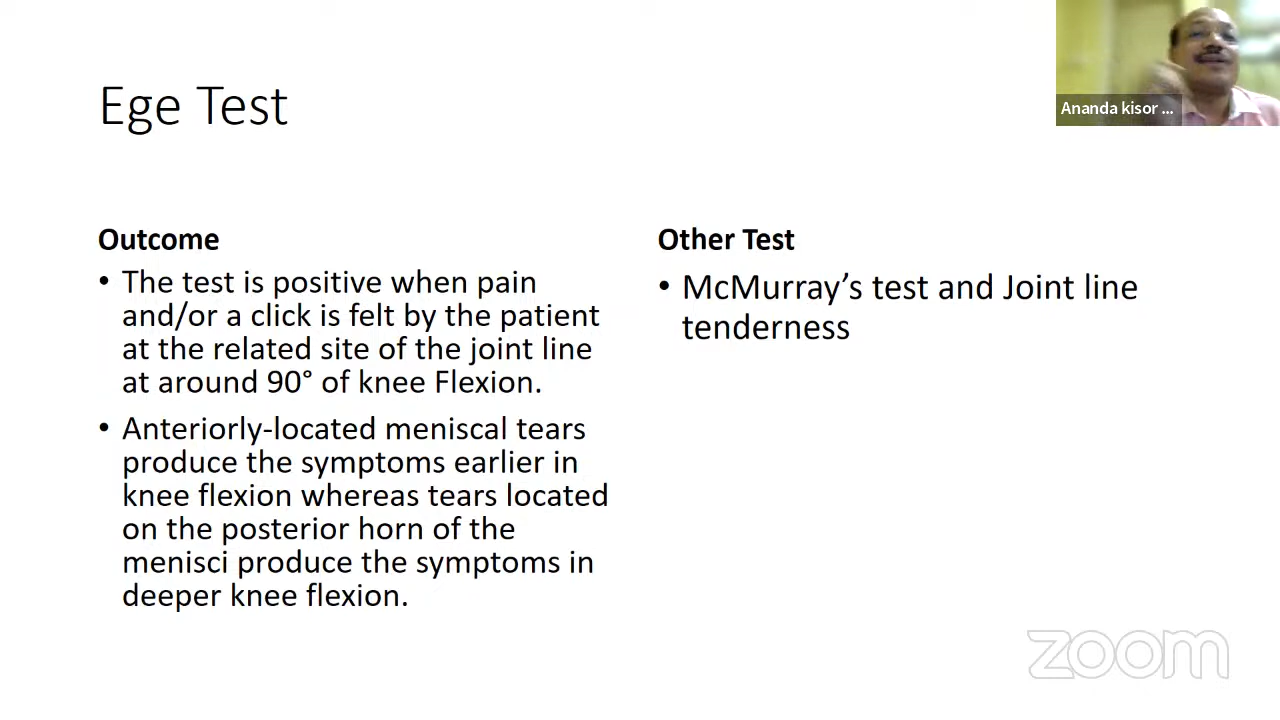 Ananda kisor ...
Ege Test
Outcome
• The test is positive when pain
and/or a click is felt by the patient
at the related site of the joint line
at around 90° of knee Flexion.
• Anteriorly-located meniscal tears
produce the symptoms earlier in
knee flexion whereas tears located
on the posterior horn of the
menisci produce the symptoms in
deeper knee flexion.
Other Test
• McMurray’s test and Joint line
tenderness
zoom